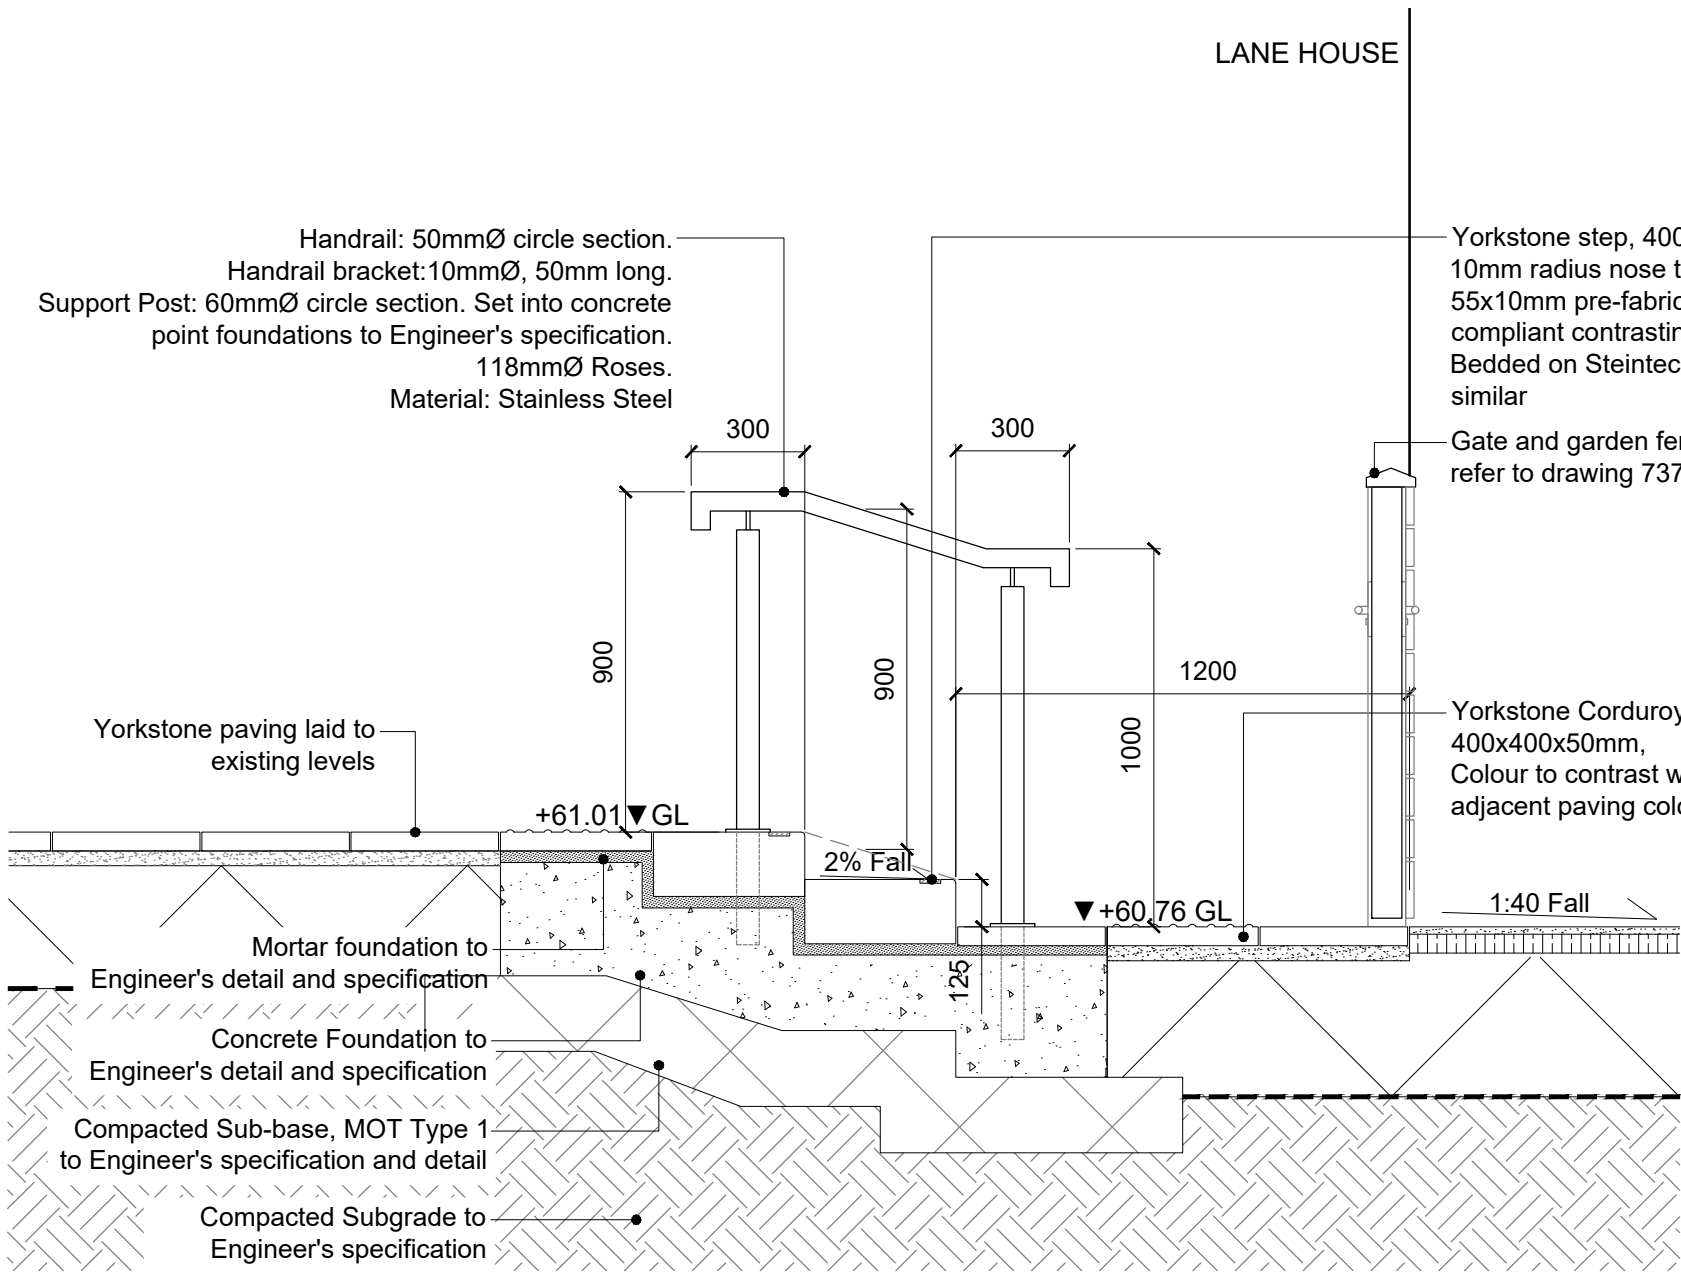 LANE HOUSE
Handrail: 50mmØ circle section.
Handrail bracket:10mmØ, 50mm long.
Support Post: 60mmØ circle section. Set into concrete
point foundations to Engineer's specification.
118mmØ Roses.
Material: Stainless Steel
Yorkstone step, 400
10mm radius nose t
55x10mm pre-fabric
compliant contrastin
Bedded on Steintec
similar
Gate and garden fen
refer to drawing 737
300
300
900
900
1200
1000
Yorkstone paving laid to
existing levels
Yorkstone Corduroy
400x400x50mm,
Colour to contrast w
adjacent paving colo
+61.01▼GL
2% Fall
▼+60.76 GL
1:40 Fall
125
Mortar foundation to
Engineer's detail and specification
Concrete Foundation to
Engineer's detail and specification
Compacted Sub-base, MOT Type 1
to Engineer's specification and detail
Compacted Subgrade to
Engineer's specification